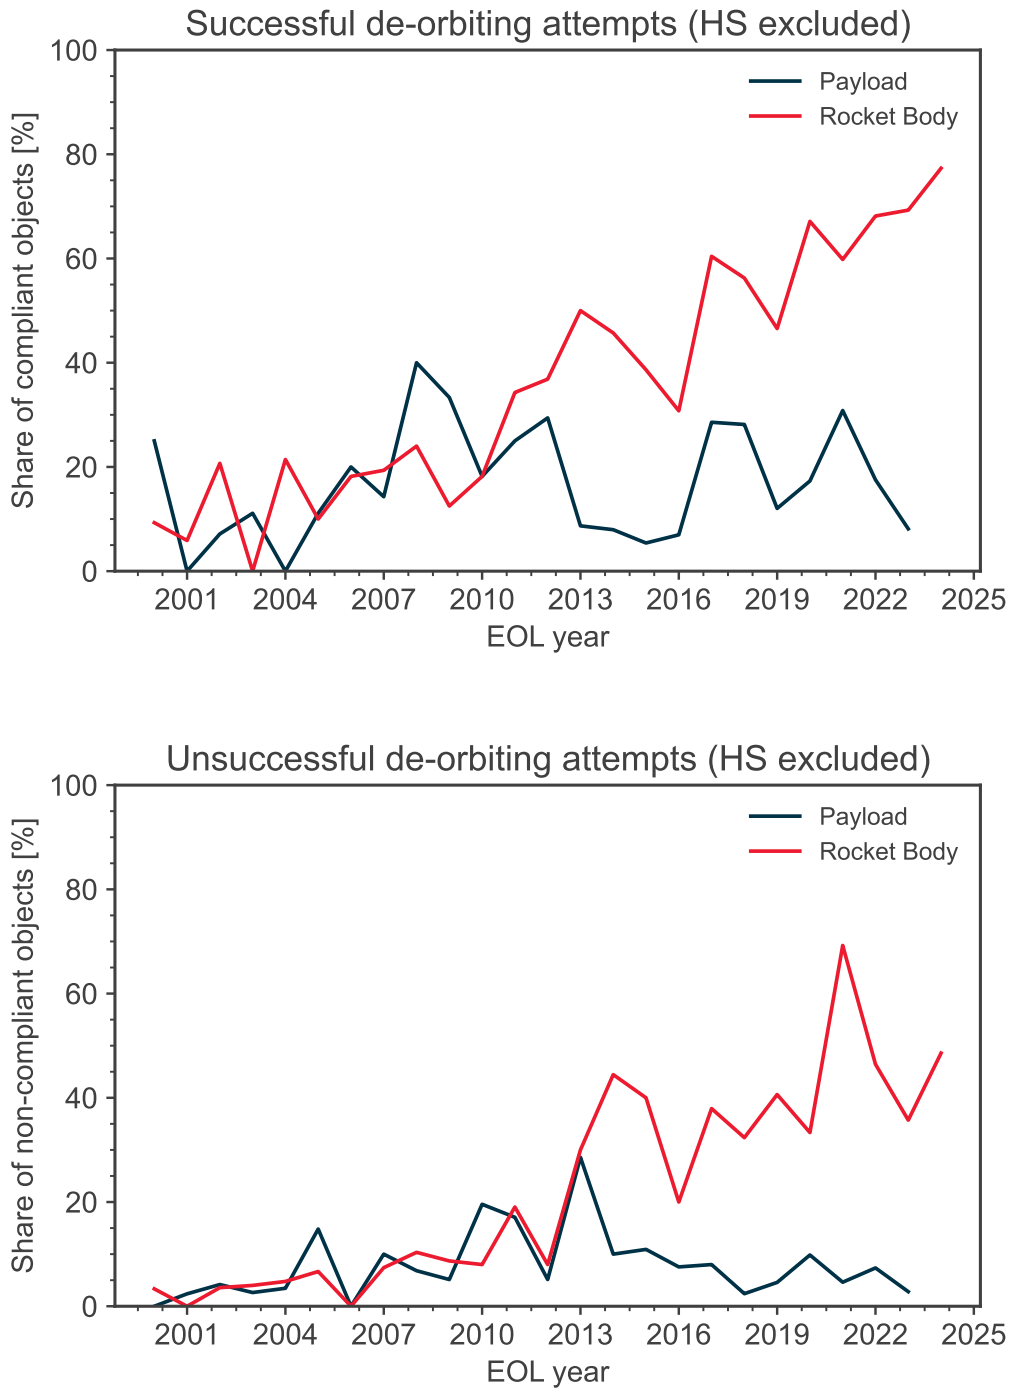 Successful de-orbiting attempts (HS excluded)
Share of compliant objects [%]
100
80
60
40
20
0
Payload
Rocket Body
2001 2004 2007 2010 2013 2016 2019 2022 2025
EOL year
Unsuccessful de-orbiting attempts (HS excluded)
Share of non-compliant objects [%]
100
80
60
40
20
0
Payload
Rocket Body
2001 2004 2007 2010 2013 2016 2019 2022 2025
EOL year